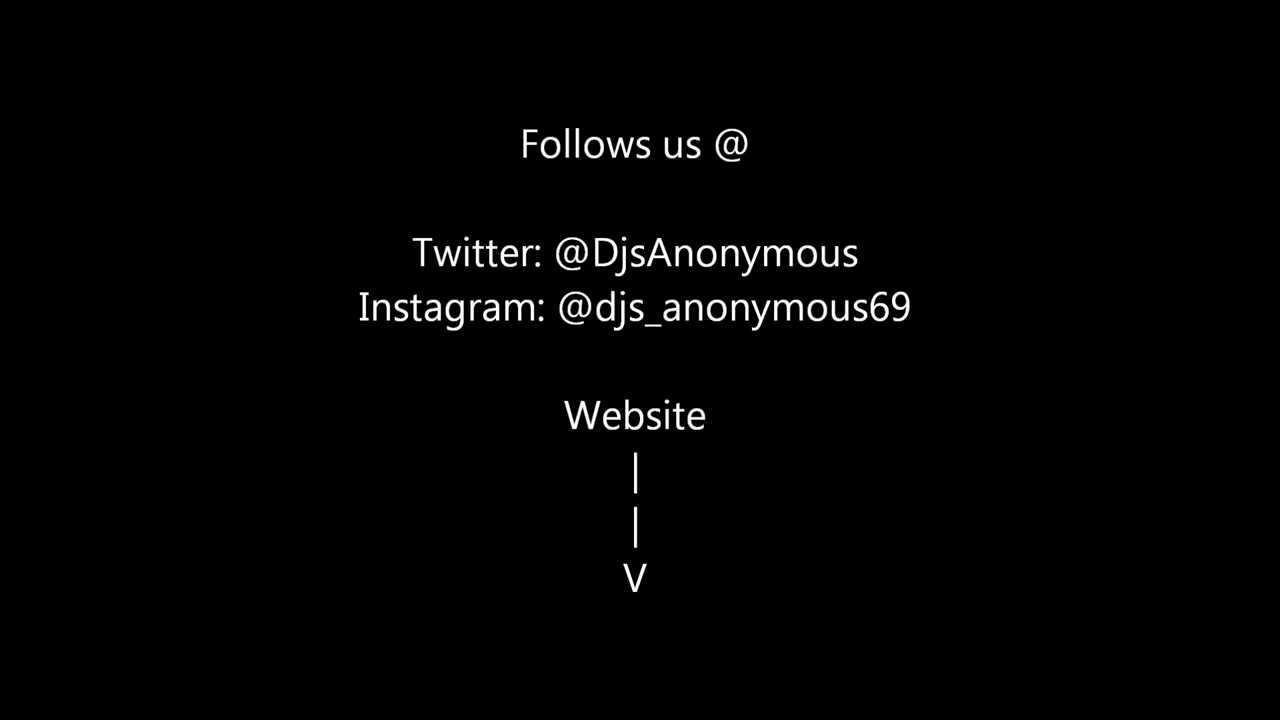 Follows us @
Twitter: @DjsAnonymous
Instagram: @djs_anonymous69
Website
|
|
V